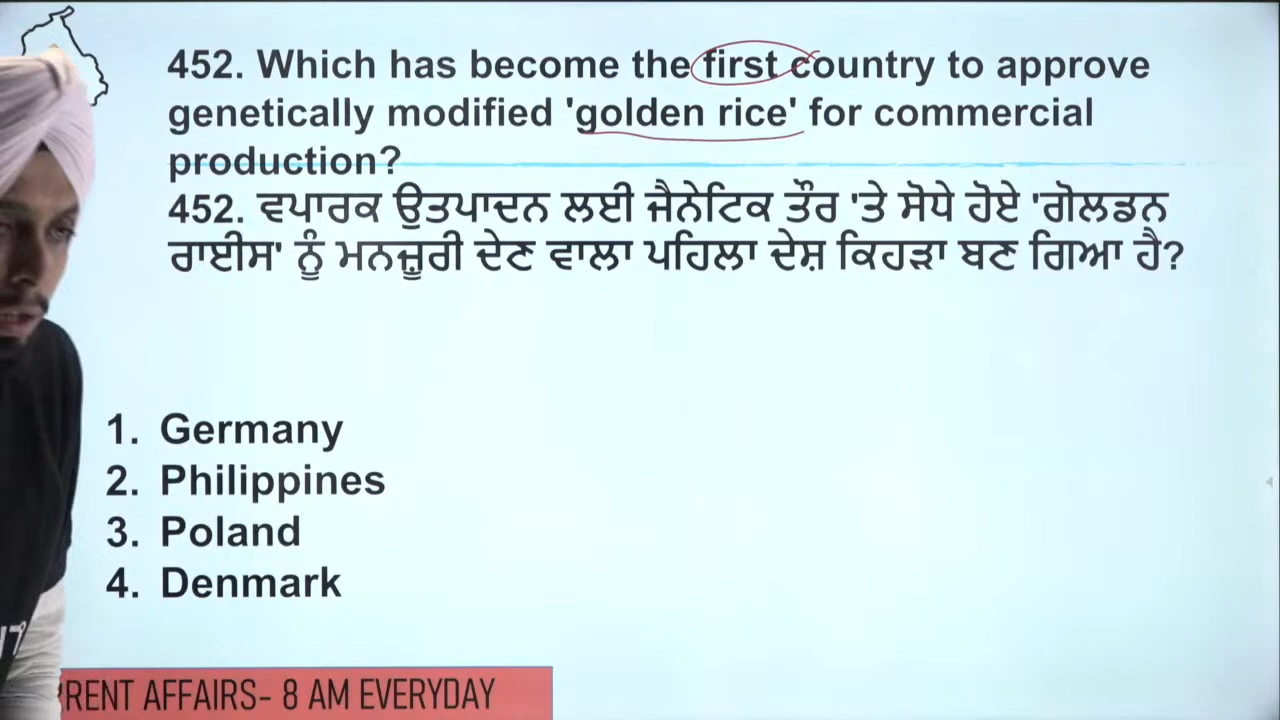 452. Which has become the first country to approve
genetically modified 'golden rice' for commercial
production?
452. ਵਪਾਰਕ ਉਤਪਾਦਨ ਲਈ ਜੈਨੇਟਿਕ ਤੌਰ 'ਤੇ ਸੋਧੇ ਹੋਏ 'ਗੋਲਡਨ
ਰਾਈਸ' ਨੂੰ ਮਨਜ਼ੂਰੀ ਦੇਣ ਵਾਲਾ ਪਹਿਲਾ ਦੇਸ਼ ਕਿਹੜਾ ਬਣ ਗਿਆ ਹੈ?
1. Germany
2. Philippines
3. Poland
4. Denmark
RENT AFFAIRS- 8 AM EVERYDAY